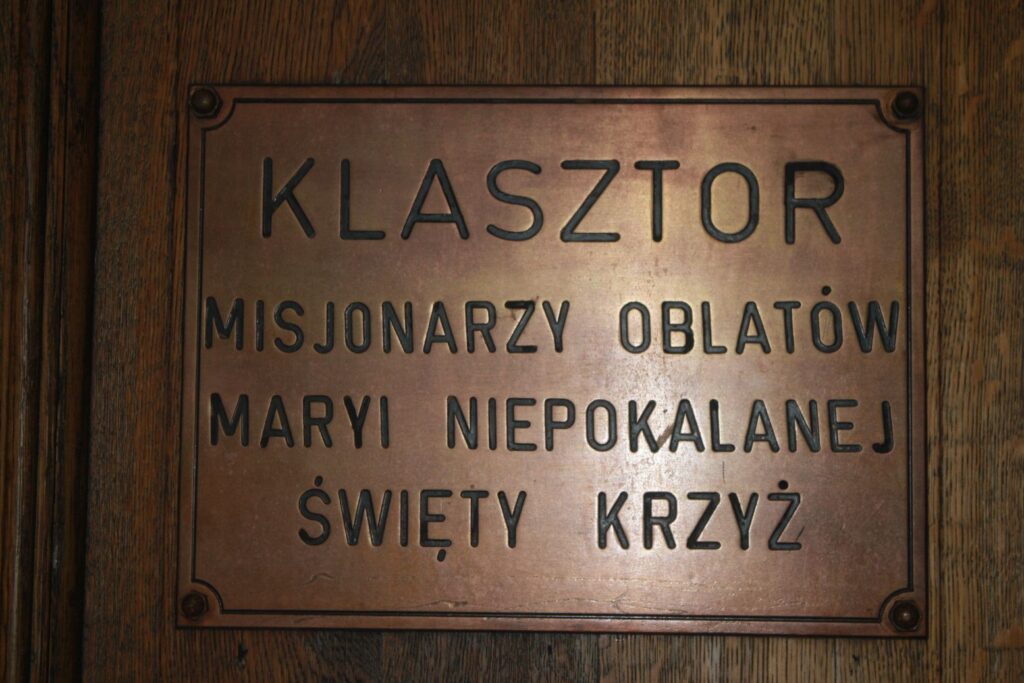 KLASZTOR
MISJONARZY OBLATÓW
MARYI NIEPOKALANEJ
ŚWIĘTY KRZYŻ